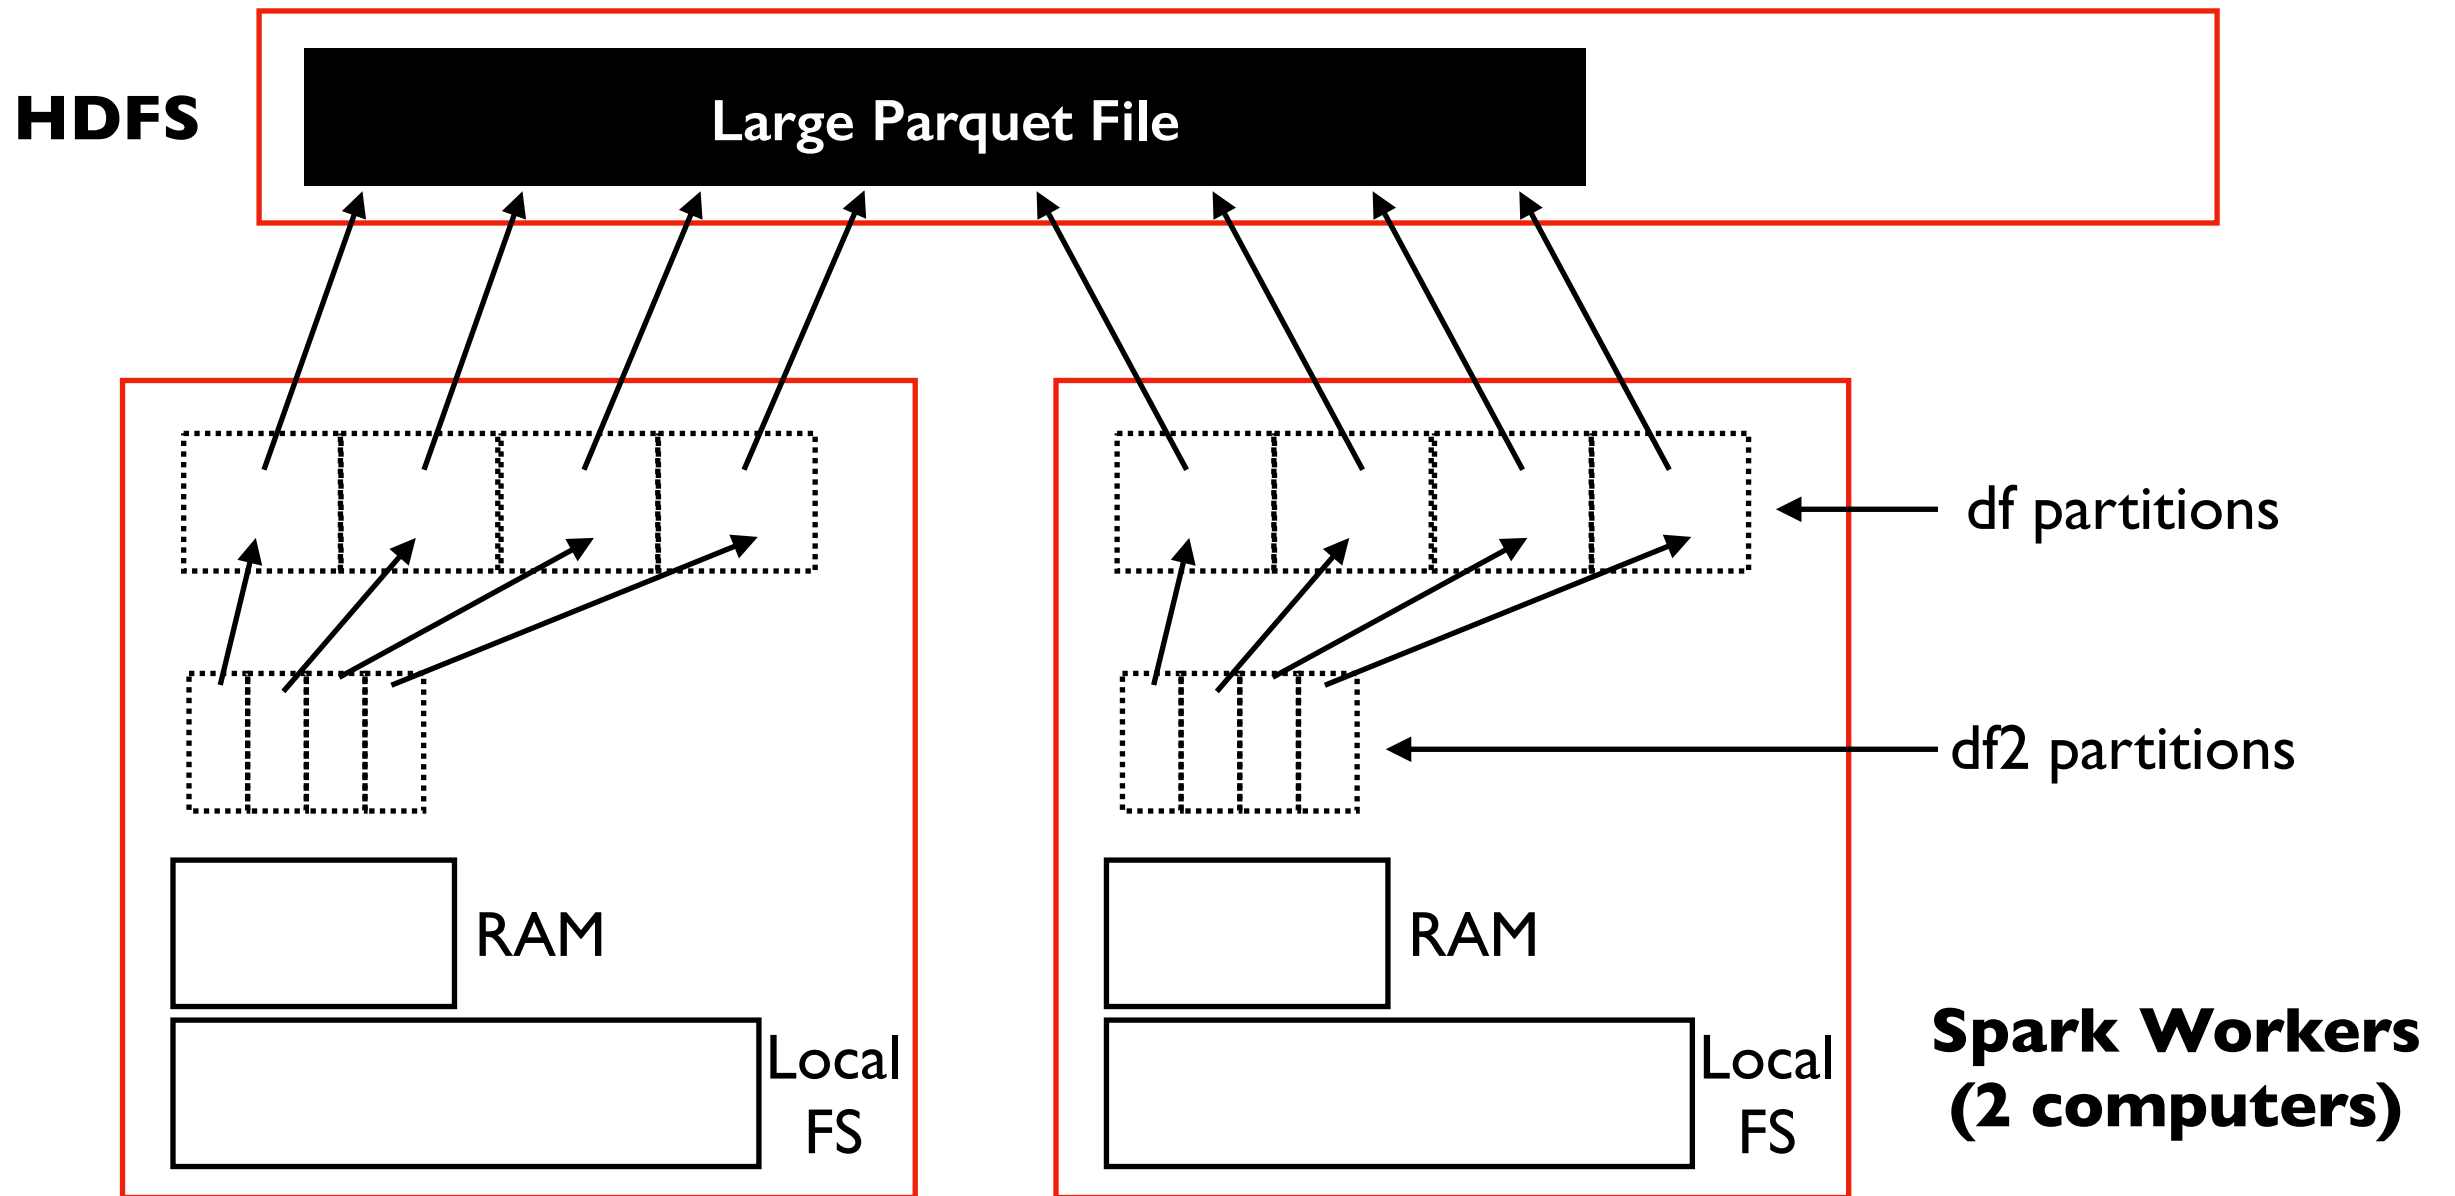 HDFS
Large Parquet File
df partitions
df2 partitions
RAM
RAM
Local
FS
Local
FS
Spark Workers
(2 computers)